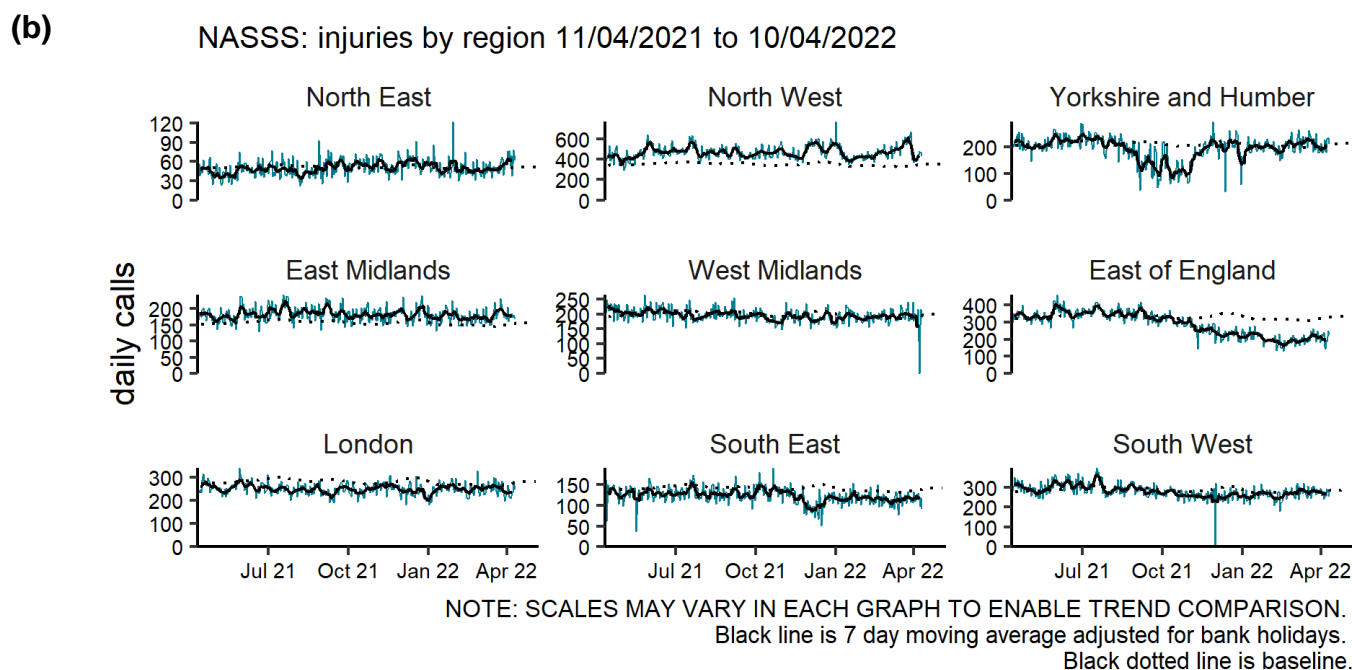 (b)
NASSS: injuries by region 11/04/2021 to 10/04/2022
daily calls
North East
120
90
60
30
0
North West
600
400
200
0
Yorkshire and Humber
200
100
0
East Midlands
200
150
100
50
0
West Midlands
250
200
150
100
50
0
East of England
400
300
200
100
0
London
300
200
100
0
Jul 21 Oct 21 Jan 22 Apr 22
South East
150
100
50
0
Jul 21 Oct 21 Jan 22 Apr 22
South West
300
200
100
0
Jul 21 Oct 21 Jan 22 Apr 22
NOTE: SCALES MAY VARY IN EACH GRAPH TO ENABLE TREND COMPARISON.
Black line is 7 day moving average adjusted for bank holidays.
Black dotted line is baseline.